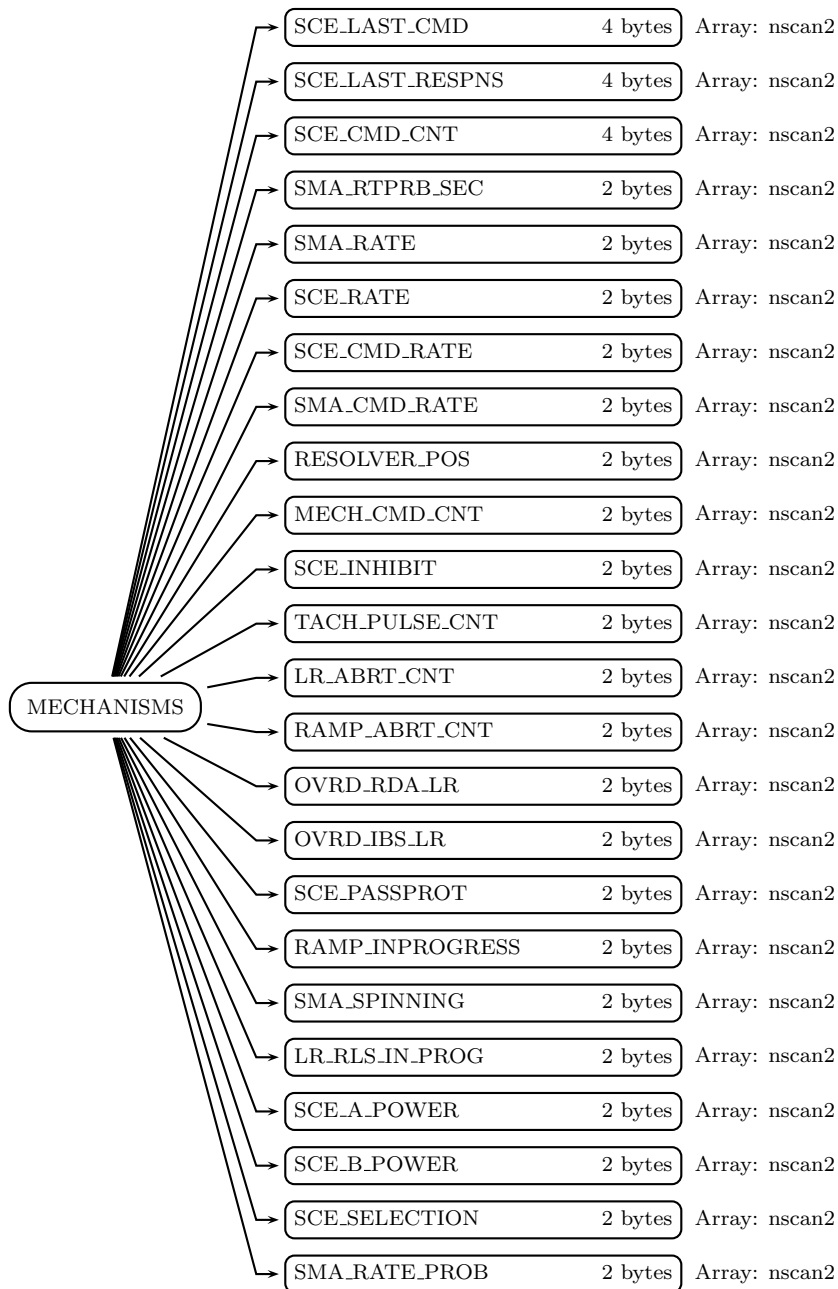 SCE_LAST_CMD 4 bytes Array: nscan2
SCE_LAST_RESPNS 4 bytes Array: nscan2
SCE_CMD_CNT 4 bytes Array: nscan2
SMA_RTPRB_SEC 2 bytes Array: nscan2
SMA_RATE 2 bytes Array: nscan2
SCE_RATE 2 bytes Array: nscan2
SCE_CMD_RATE 2 bytes Array: nscan2
SMA_CMD_RATE 2 bytes Array: nscan2
RESOLVER_POS 2 bytes Array: nscan2
MECH_CMD_CNT 2 bytes Array: nscan2
SCE_INHIBIT 2 bytes Array: nscan2
TACH_PULSE_CNT 2 bytes Array: nscan2
LR_ABRT_CNT 2 bytes Array: nscan2
MECHANISMS
RAMP_ABRT_CNT 2 bytes Array: nscan2
OVRD_RDA_LR 2 bytes Array: nscan2
OVRD_IBS_LR 2 bytes Array: nscan2
SCE_PASSPROT 2 bytes Array: nscan2
RAMP_INPROGRESS 2 bytes Array: nscan2
SMA_SPINNING 2 bytes Array: nscan2
LR_RLS_IN_PROG 2 bytes Array: nscan2
SCE_A_POWER 2 bytes Array: nscan2
SCE_B_POWER 2 bytes Array: nscan2
SCE_SELECTION 2 bytes Array: nscan2
SMA_RATE_PROB 2 bytes Array: nscan2